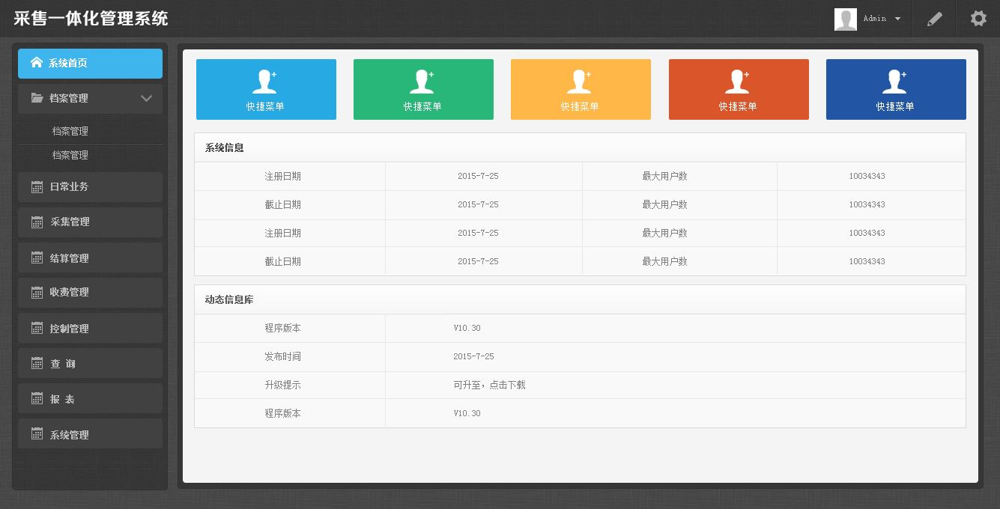 采售一体化管理系统
Admin
系统首页
档案管理
档案管理
档案管理
日常业务
采集管理
结算管理
收费管理
控制管理
查 询
报 表
系统管理
快捷菜单 快捷菜单 快捷菜单 快捷菜单 快捷菜单
系统信息
注册日期 2015-7-25 最大用户数 10034343
截止日期 2015-7-25 最大用户数 10034343
注册日期 2015-7-25 最大用户数 10034343
截止日期 2015-7-25 最大用户数 10034343
动态信息库
程序版本 V10.30
发布时间 2015-7-25
升级提示 可升至，点击下载
程序版本 V10.30